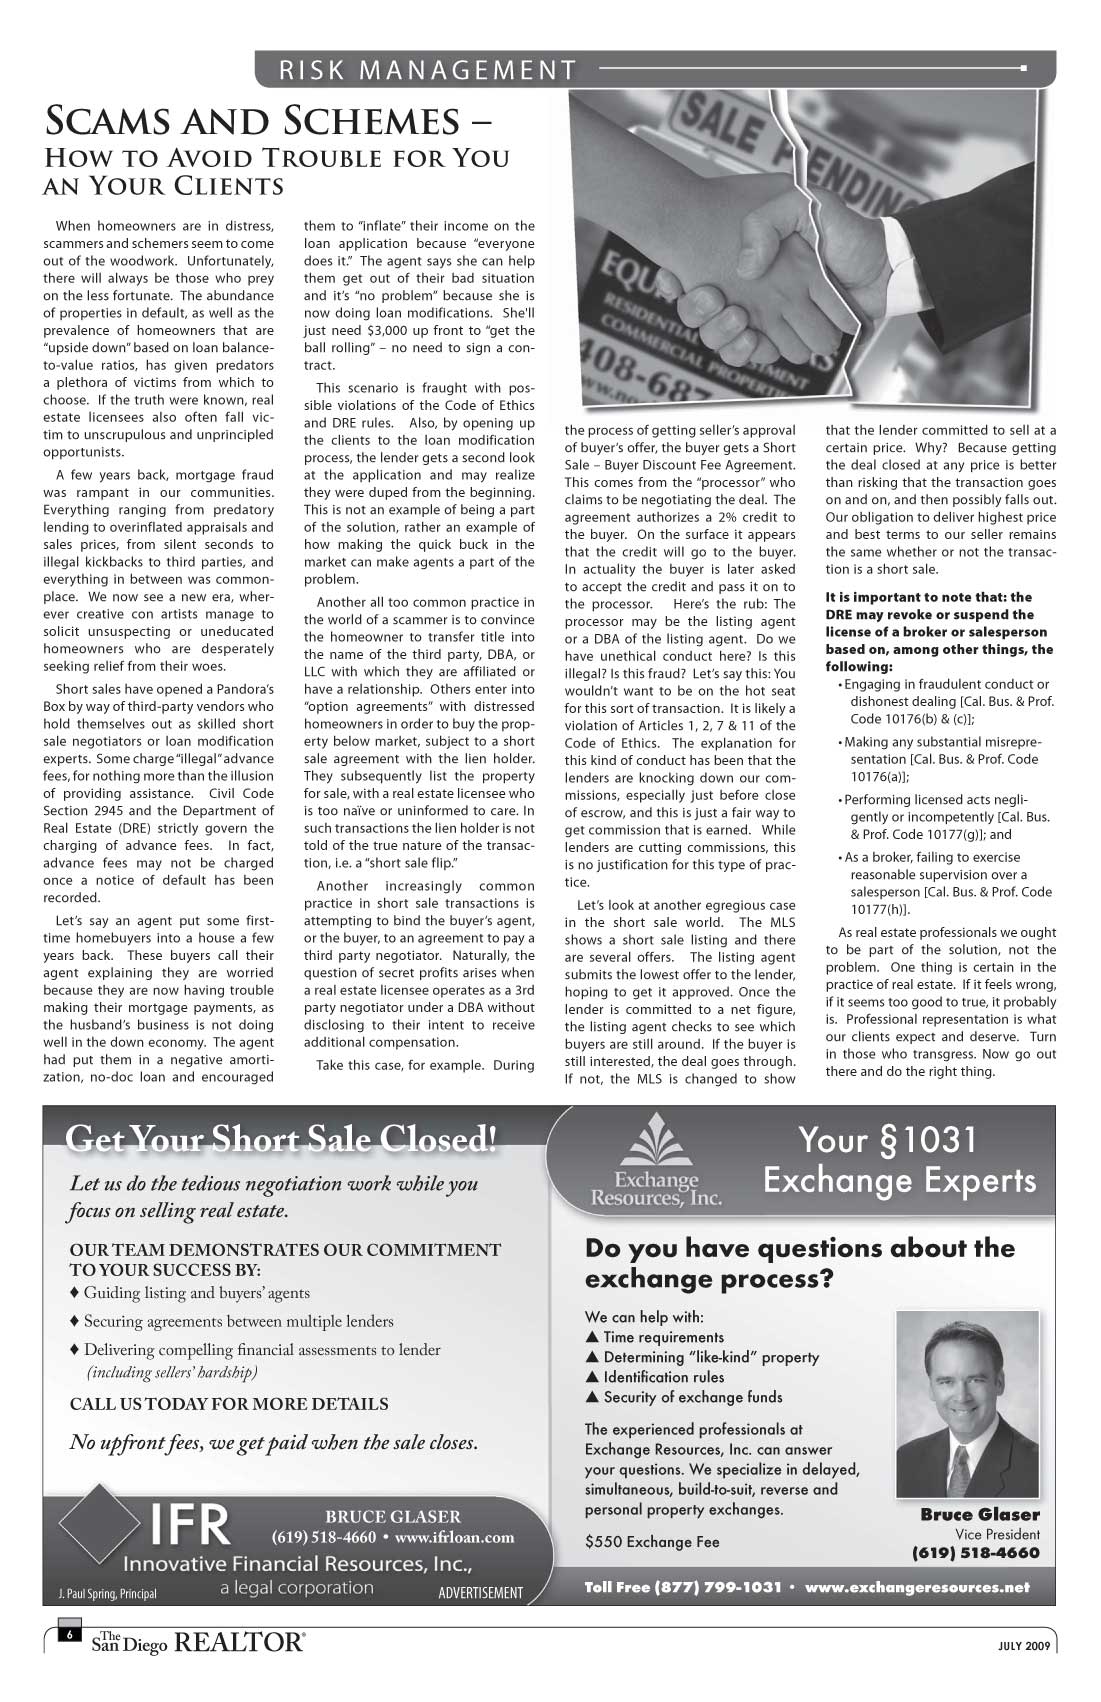 RISK MANAGEMENT
SCAMS AND SCHEMES –
HOW TO AVOID TROUBLE FOR YOU
AN YOUR CLIENTS
When homeowners are in distress,
scammers and schemers seem to come
out of the woodwork. Unfortunately,
there will always be those who prey
on the less fortunate. The abundance
of properties in default, as well as the
prevalence of homeowners that are
“upside down” based on loan balance-
to-value ratios, has given predators
a plethora of victims from which to
choose. If the truth were known, real
estate licensees also often fall vic-
tim to unscrupulous and unprincipled
opportunists.
A few years back, mortgage fraud
was rampant in our communities.
Everything ranging from predatory
lending to overinflated appraisals and
sales prices, from silent seconds to
illegal kickbacks to third parties, and
everything in between was common-
place. We now see a new era, wher-
ever creative con artists manage to
solicit unsuspecting or uneducated
homeowners who are desperately
seeking relief from their woes.
Short sales have opened a Pandora’s
Box by way of third-party vendors who
hold themselves out as skilled short
sale negotiators or loan modification
experts. Some charge “illegal” advance
fees, for nothing more than the illusion
of providing assistance. Civil Code
Section 2945 and the Department of
Real Estate (DRE) strictly govern the
charging of advance fees. In fact,
advance fees may not be charged
once a notice of default has been
recorded.
Let’s say an agent put some first-
time homebuyers into a house a few
years back. These buyers call their
agent explaining they are worried
because they are now having trouble
making their mortgage payments, as
the husband’s business is not doing
well in the down economy. The agent
had put them in a negative amorti-
zation, no-doc loan and encouraged
them to “inflate” their income on the
loan application because “everyone
does it.” The agent says she can help
them get out of their bad situation
and it’s “no problem” because she is
now doing loan modifications. She'll
just need $3,000 up front to “get the
ball rolling” – no need to sign a con-
tract.
This scenario is fraught with pos-
sible violations of the Code of Ethics
and DRE rules. Also, by opening up
the clients to the loan modification
process, the lender gets a second look
at the application and may realize
they were duped from the beginning.
This is not an example of being a part
of the solution, rather an example of
how making the quick buck in the
market can make agents a part of the
problem.
Another all too common practice in
the world of a scammer is to convince
the homeowner to transfer title into
the name of the third party, DBA, or
LLC with which they are affiliated or
have a relationship. Others enter into
“option agreements” with distressed
homeowners in order to buy the prop-
erty below market, subject to a short
sale agreement with the lien holder.
They subsequently list the property
for sale, with a real estate licensee who
is too naïve or uninformed to care. In
such transactions the lien holder is not
told of the true nature of the transac-
tion, i.e. a “short sale flip.”
Another increasingly common
practice in short sale transactions is
attempting to bind the buyer’s agent,
or the buyer, to an agreement to pay a
third party negotiator. Naturally, the
question of secret profits arises when
a real estate licensee operates as a 3rd
party negotiator under a DBA without
disclosing to their intent to receive
additional compensation.
Take this case, for example. During
SALE PENDING
EQU
RESIDENTIAL
COMMERCIAL PROPERTIES
408-687
the process of getting seller’s approval
of buyer’s offer, the buyer gets a Short
Sale – Buyer Discount Fee Agreement.
This comes from the “processor” who
claims to be negotiating the deal. The
agreement authorizes a 2% credit to
the buyer. On the surface it appears
that the credit will go to the buyer.
In actuality the buyer is later asked
to accept the credit and pass it on to
the processor. Here’s the rub: The
processor may be the listing agent
or a DBA of the listing agent. Do we
have unethical conduct here? Is this
illegal? Is this fraud? Let’s say this: You
wouldn’t want to be on the hot seat
for this sort of transaction. It is likely a
violation of Articles 1, 2, 7 & 11 of the
Code of Ethics. The explanation for
this kind of conduct has been that the
lenders are knocking down our com-
missions, especially just before close
of escrow, and this is just a fair way to
get commission that is earned. While
lenders are cutting commissions, this
is no justification for this type of prac-
tice.
Let’s look at another egregious case
in the short sale world. The MLS
shows a short sale listing and there
are several offers. The listing agent
submits the lowest offer to the lender,
hoping to get it approved. Once the
lender is committed to a net figure,
the listing agent checks to see which
buyers are still around. If the buyer is
still interested, the deal goes through.
If not, the MLS is changed to show
that the lender committed to sell at a
certain price. Why? Because getting
the deal closed at any price is better
than risking that the transaction goes
on and on, and then possibly falls out.
Our obligation to deliver highest price
and best terms to our seller remains
the same whether or not the transac-
tion is a short sale.
It is important to note that: the
DRE may revoke or suspend the
license of a broker or salesperson
based on, among other things, the
following:
• Engaging in fraudulent conduct or
dishonest dealing [Cal. Bus. & Prof.
Code 10176(b) & (c)];
• Making any substantial misrepre-
sentation [Cal. Bus. & Prof. Code
10176(a)];
• Performing licensed acts negli-
gently or incompetently [Cal. Bus.
& Prof. Code 10177(g)]; and
• As a broker, failing to exercise
reasonable supervision over a
salesperson [Cal. Bus. & Prof. Code
10177(h)].
As real estate professionals we ought
to be part of the solution, not the
problem. One thing is certain in the
practice of real estate. If it feels wrong,
if it seems too good to true, it probably
is. Professional representation is what
our clients expect and deserve. Turn
in those who transgress. Now go out
there and do the right thing.
Get Your Short Sale Closed!
Let us do the tedious negotiation work while you
focus on selling real estate.
OUR TEAM DEMONSTRATES OUR COMMITMENT
TO YOUR SUCCESS BY:
♦ Guiding listing and buyers’ agents
♦ Securing agreements between multiple lenders
♦ Delivering compelling financial assessments to lender
(including sellers’ hardship)
CALL US TODAY FOR MORE DETAILS
No upfront fees, we get paid when the sale closes.
IFR
BRUCE GLASER
(619) 518-4660 • www.ifrloan.com
Innovative Financial Resources, Inc.,
a legal corporation
J. Paul Spring, Principal
ADVERTISEMENT
Exchange
Resources, Inc.
Your §1031
Exchange Experts
Do you have questions about the
exchange process?
We can help with:
▲ Time requirements
▲ Determining “like-kind” property
▲ Identification rules
▲ Security of exchange funds
The experienced professionals at
Exchange Resources, Inc. can answer
your questions. We specialize in delayed,
simultaneous, build-to-suit, reverse and
personal property exchanges.
$550 Exchange Fee
Bruce Glaser
Vice President
(619) 518-4660
Toll Free (877) 799-1031 • www.exchangeresources.net
6
The San Diego REALTOR®
JULY 2009